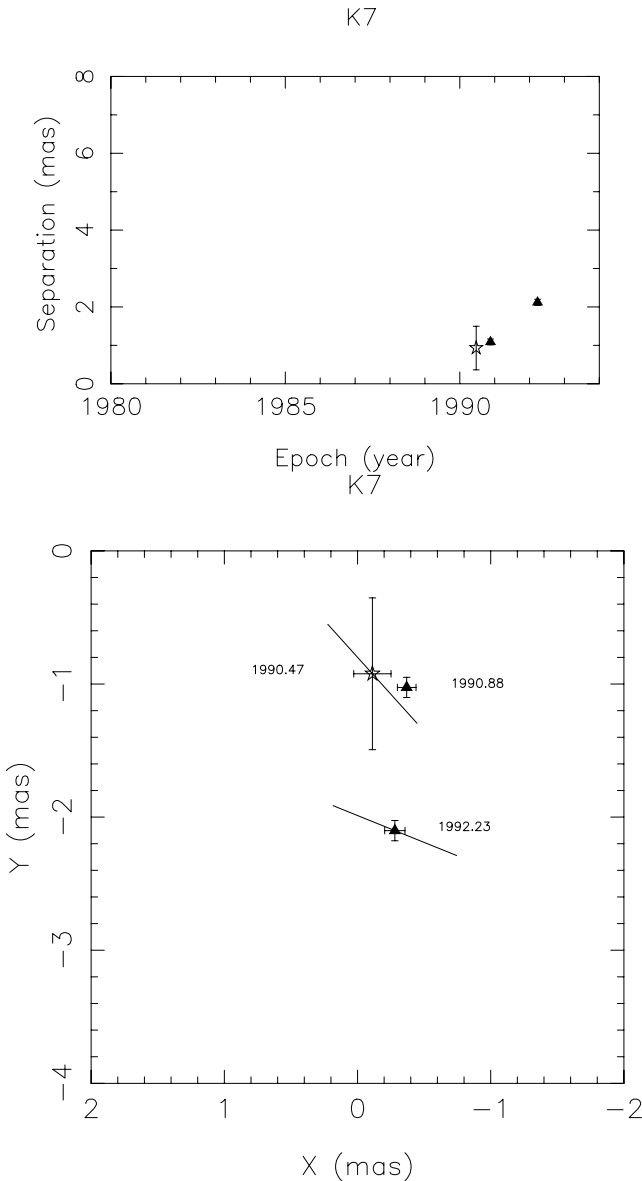 K7
8
6
4
2
0
Separation (mas)
1980 1985 1990
Epoch (year)
K7
0
−1
−2
−3
−4
Y (mas)
1990.47
1990.88
1992.23
2 1 0 −1 −2
X (mas)